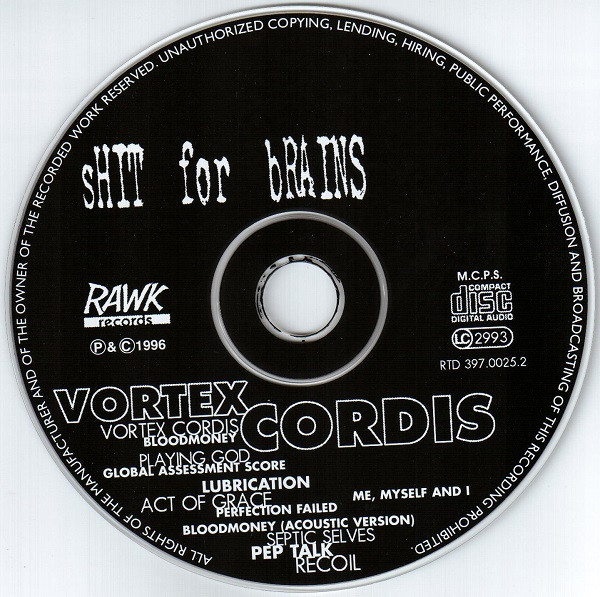 ALL RIGHTS OF THE MANUFACTURER AND OF THE OWNER OF THE RECORDED WORK RESERVED. UNAUTHORIZED COPYING, LENDING, HIRING, PUBLIC PERFORMANCE, DIFFUSION AND BROADCASTING OF THIS RECORDING PROHIBITED.
sHIT for bRAINS
RAWK
records
Ⓟ & © 1996
M.C.P.S.
COMPACT
disc
DIGITAL AUDIO
LC 2993
RTD 397.0025.2
VORTEX
CORDIS
VORTEX CORDIS
BLOODMONEY
PLAYING GOD
GLOBAL ASSESSMENT SCORE
LUBRICATION
ACT OF GRACE
ME, MYSELF AND I
PERFECTION FAILED
BLOODMONEY (ACOUSTIC VERSION)
SEPTIC SELVES
PEP TALK
RECOIL